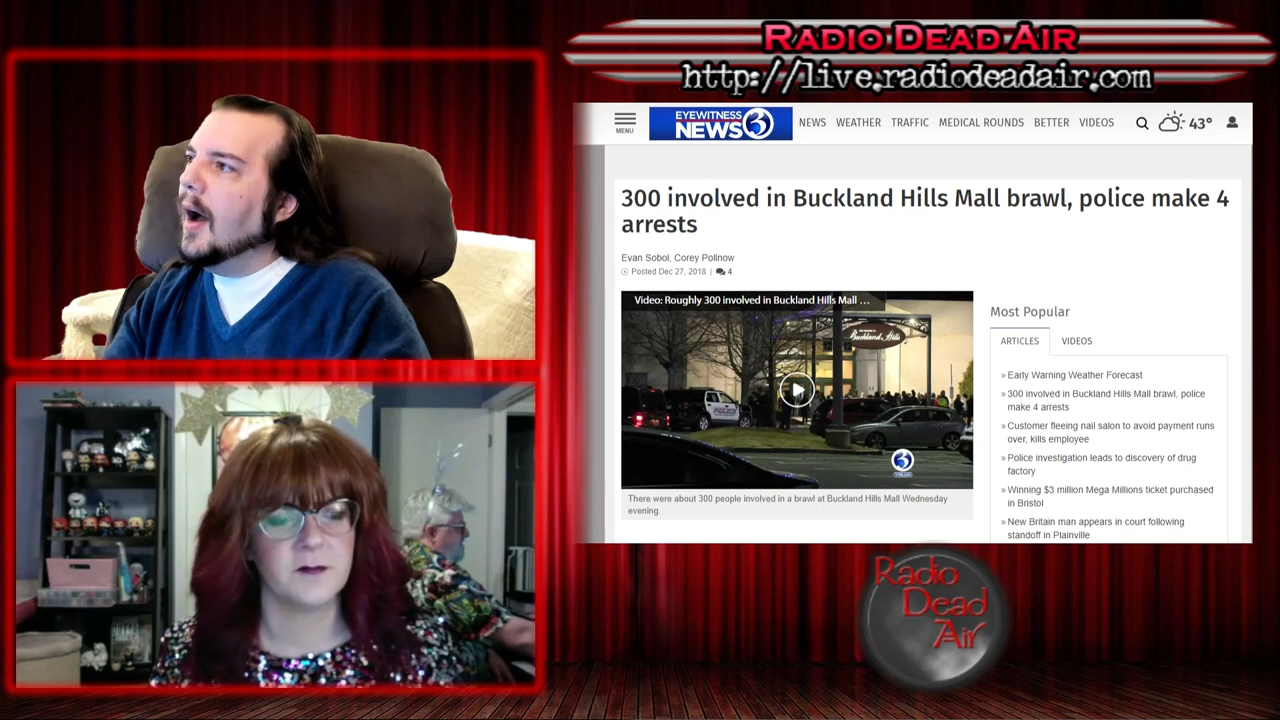 RADIO DEAD AIR
http://live.radiodeadair.com
MENU
EYEWITNESS
NEWS 3
NEWS WEATHER TRAFFIC MEDICAL ROUNDS BETTER VIDEOS
43°
300 involved in Buckland Hills Mall brawl, police make 4
arrests
Evan Sobol, Corey Pollnow
Posted Dec 27, 2018 | 4
Video: Roughly 300 involved in Buckland Hills Mall …
Buckland Hills
3
There were about 300 people involved in a brawl at Buckland Hills Mall Wednesday
evening.
Most Popular
ARTICLES VIDEOS
» Early Warning Weather Forecast
» 300 involved in Buckland Hills Mall brawl, police
make 4 arrests
» Customer fleeing nail salon to avoid payment runs
over, kills employee
» Police investigation leads to discovery of drug
factory
» Winning $3 million Mega Millions ticket purchased
in Bristol
» New Britain man appears in court following
standoff in Plainville
Radio
Dead
Air